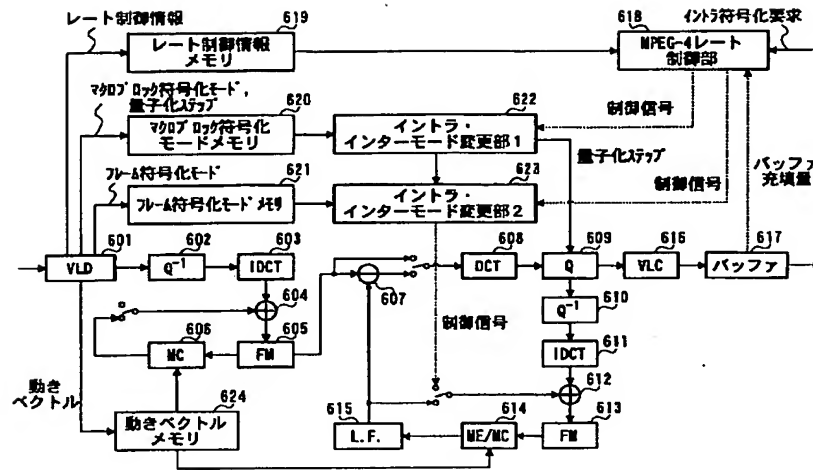 レート制御情報
619
レート制御情報
メモリ
618
MPEG-4レート
制御部
イントラ符号化要求
マクロブロック符号化モード,
量子化ステップ
620
マクロブロック符号化
モードメモリ
622
イントラ・
インターモード変更部1
制御信号
量子化ステップ
制御信号
バッファ
充填量
フレーム符号化モード
621
フレーム符号化モードメモリ
623
イントラ・
インターモード変更部2
601
VLD
602
Q⁻¹
603
IDCT
604
605
FM
606
MC
607
608
DCT
609
Q
616
VLC
617
バッファ
610
Q⁻¹
611
IDCT
612
613
FM
614
ME/MC
615
L.F.
制御信号
動き
ベクトル
624
動きベクトル
メモリ